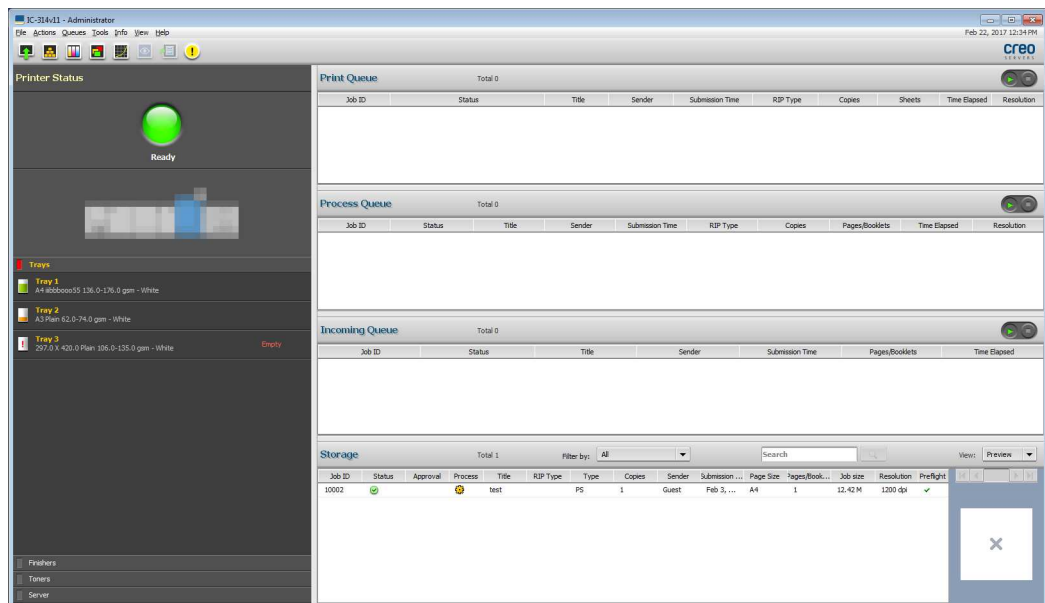 IC-314v11 - Administrator
File Actions Queues Tools Info View Help
Feb 22, 2017 12:34 PM
creo
SERVERS
Printer Status
Ready
Trays
Tray 1
A4 iibbbooo55 136.0-176.0 gsm - White
Tray 2
A3 Plain 62.0-74.0 gsm - White
Tray 3
297.0 X 420.0 Plain 106.0-135.0 gsm - White
Empty
Finishers
Toners
Server
Print Queue Total 0
Job ID Status Title Sender Submission Time RIP Type Copies Sheets Time Elapsed Resolution
Process Queue Total 0
Job ID Status Title Sender Submission Time RIP Type Copies Pages/Booklets Time Elapsed Resolution
Incoming Queue Total 0
Job ID Status Title Sender Submission Time Pages/Booklets Time Elapsed
Storage Total 1 Filter by: All Search View: Preview
Job ID Status Approval Process Title RIP Type Type Copies Sender Submission ... Page Size Pages/Book... Job size Resolution Preflight
10002 test PS 1 Guest Feb 3, ... A4 1 12.42 M 1200 dpi